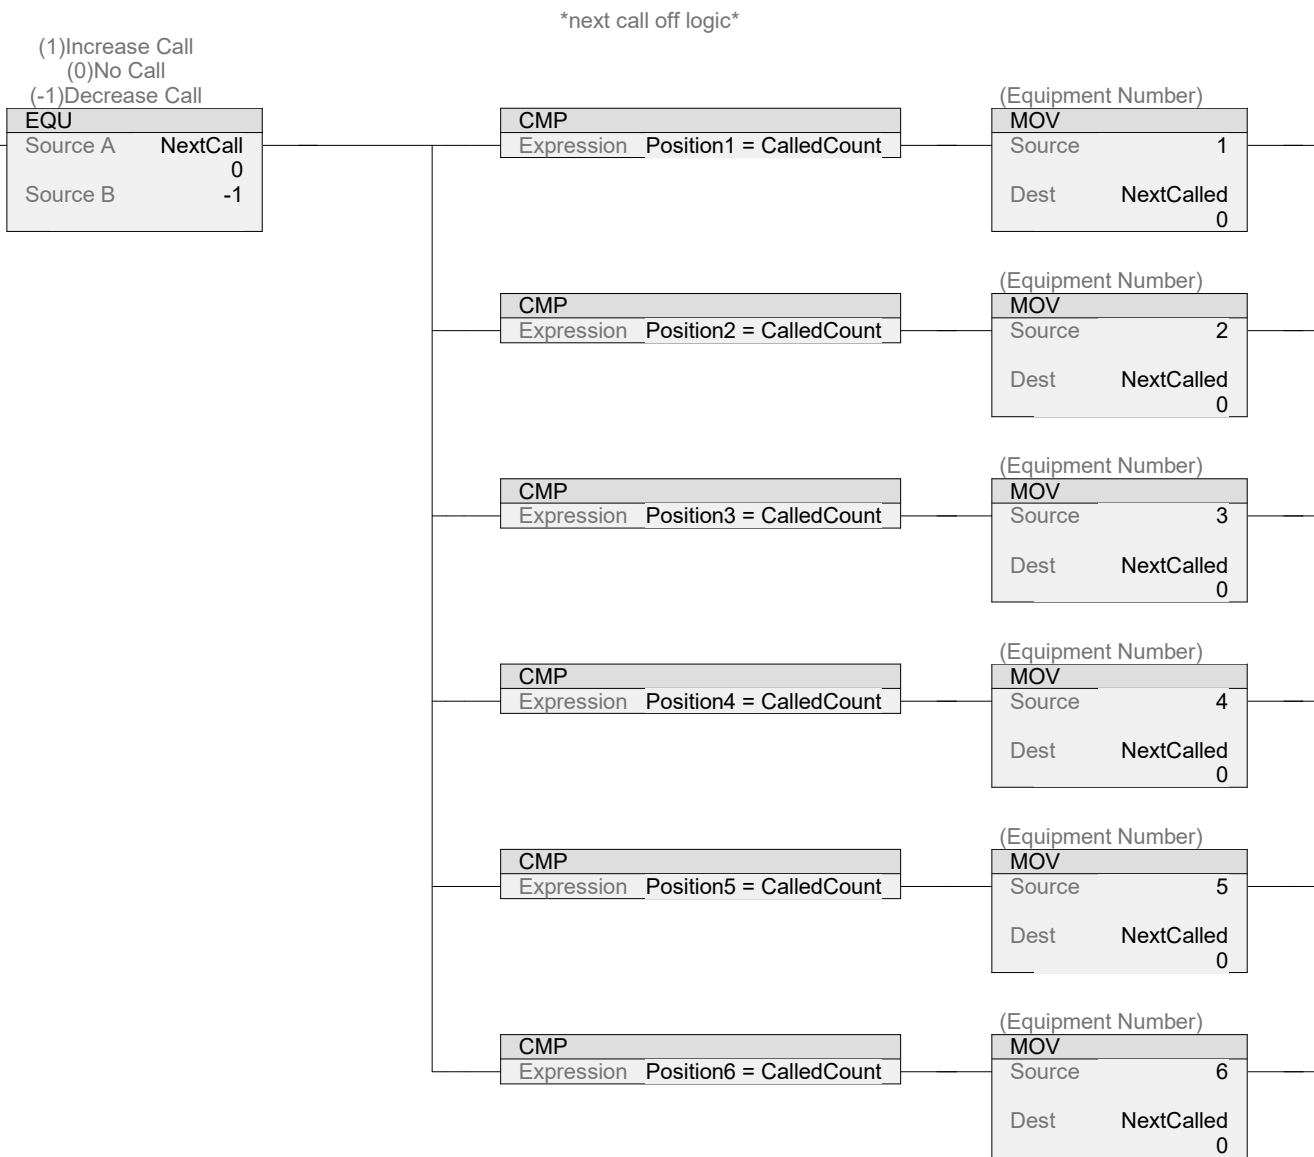 *next call off logic*
(1)Increase Call
(0)No Call
(-1)Decrease Call
EQU
Source A NextCall
0
Source B -1
CMP
Expression Position1 = CalledCount
(Equipment Number)
MOV
Source 1
Dest NextCalled
0
CMP
Expression Position2 = CalledCount
(Equipment Number)
MOV
Source 2
Dest NextCalled
0
CMP
Expression Position3 = CalledCount
(Equipment Number)
MOV
Source 3
Dest NextCalled
0
CMP
Expression Position4 = CalledCount
(Equipment Number)
MOV
Source 4
Dest NextCalled
0
CMP
Expression Position5 = CalledCount
(Equipment Number)
MOV
Source 5
Dest NextCalled
0
CMP
Expression Position6 = CalledCount
(Equipment Number)
MOV
Source 6
Dest NextCalled
0